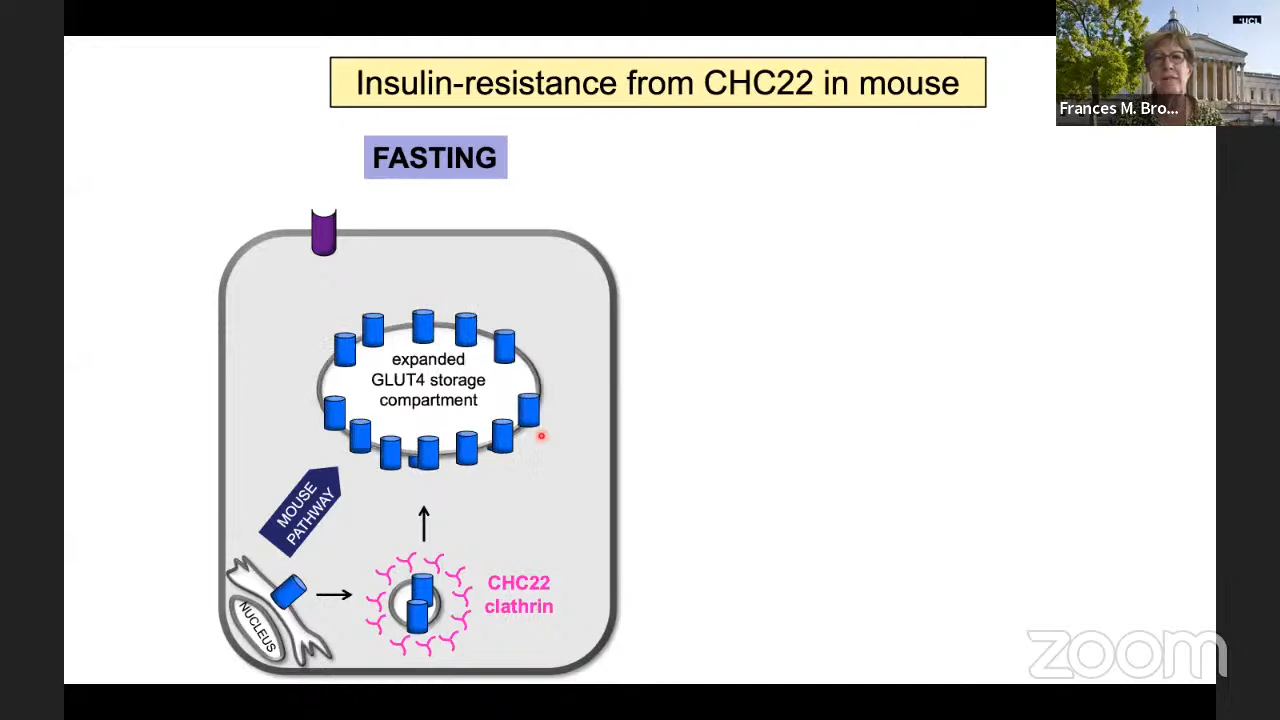 Insulin-resistance from CHC22 in mouse
UCL
Frances M. Bro...
FASTING
expanded
GLUT4 storage
compartment
MOUSE
PATHWAY
CHC22
clathrin
NUCLEUS
zoom